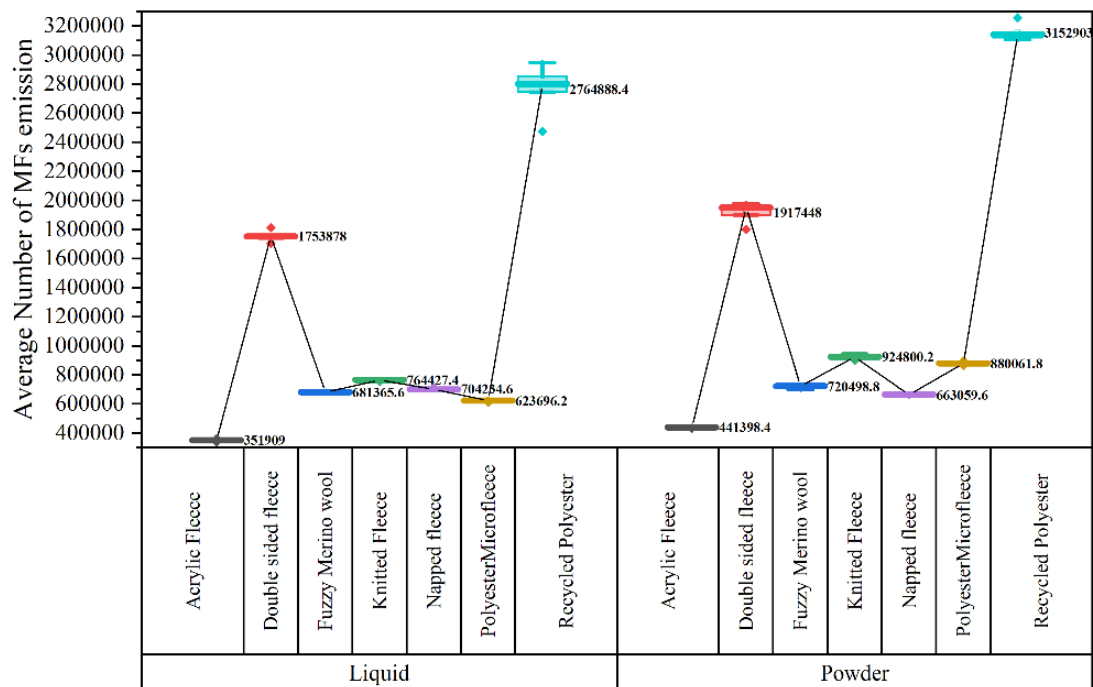 Average Number of MFs emission
3200000
3000000
2800000
2600000
2400000
2200000
2000000
1800000
1600000
1400000
1200000
1000000
800000
600000
400000
351909
1753878
681365.6
764427.4
704254.6
623696.2
2764888.4
441398.4
1917448
720498.8
924800.2
663059.6
880061.8
3152903
Acrylic Fleece
Double sided fleece
Fuzzy Merino wool
Knitted Fleece
Napped fleece
PolyesterMicrofleece
Recycled Polyester
Acrylic Fleece
Double sided fleece
Fuzzy Merino wool
Knitted Fleece
Napped fleece
PolyesterMicrofleece
Recycled Polyester
Liquid
Powder